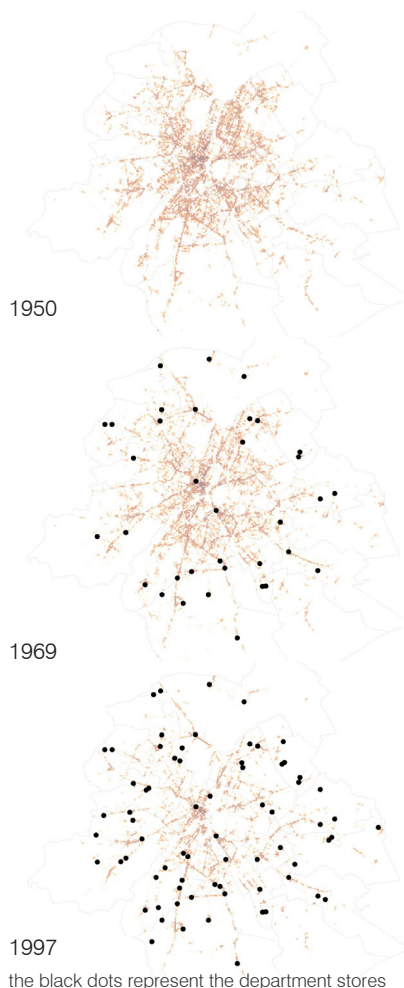 1950
1969
1997
the black dots represent the department stores